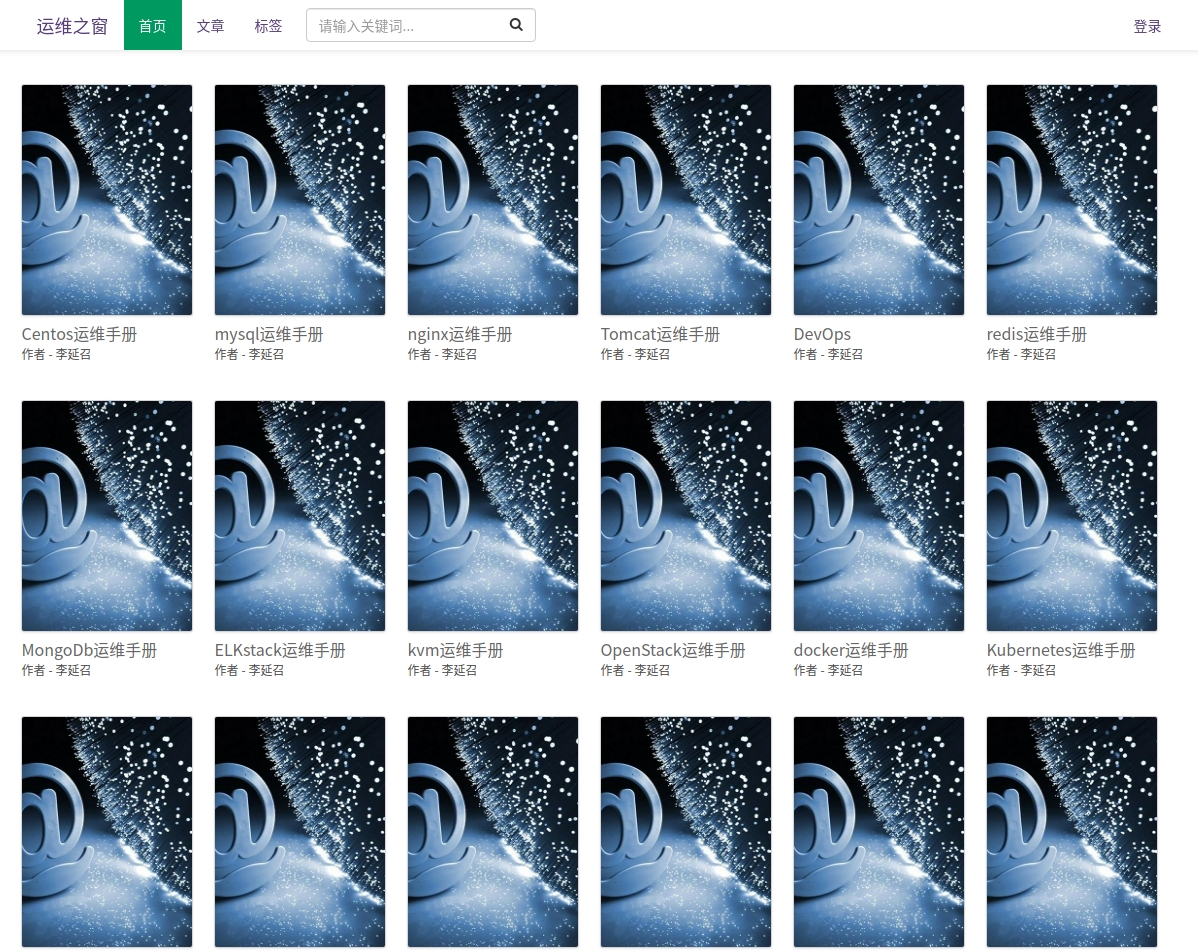 运维之窗 首页 文章 标签 请输入关键词... 登录
Centos运维手册 mysql运维手册 nginx运维手册 Tomcat运维手册 DevOps redis运维手册
作者 - 李延召 作者 - 李延召 作者 - 李延召 作者 - 李延召 作者 - 李延召 作者 - 李延召
MongoDb运维手册 ELKstack运维手册 kvm运维手册 OpenStack运维手册 docker运维手册 Kubernetes运维手册
作者 - 李延召 作者 - 李延召 作者 - 李延召 作者 - 李延召 作者 - 李延召 作者 - 李延召